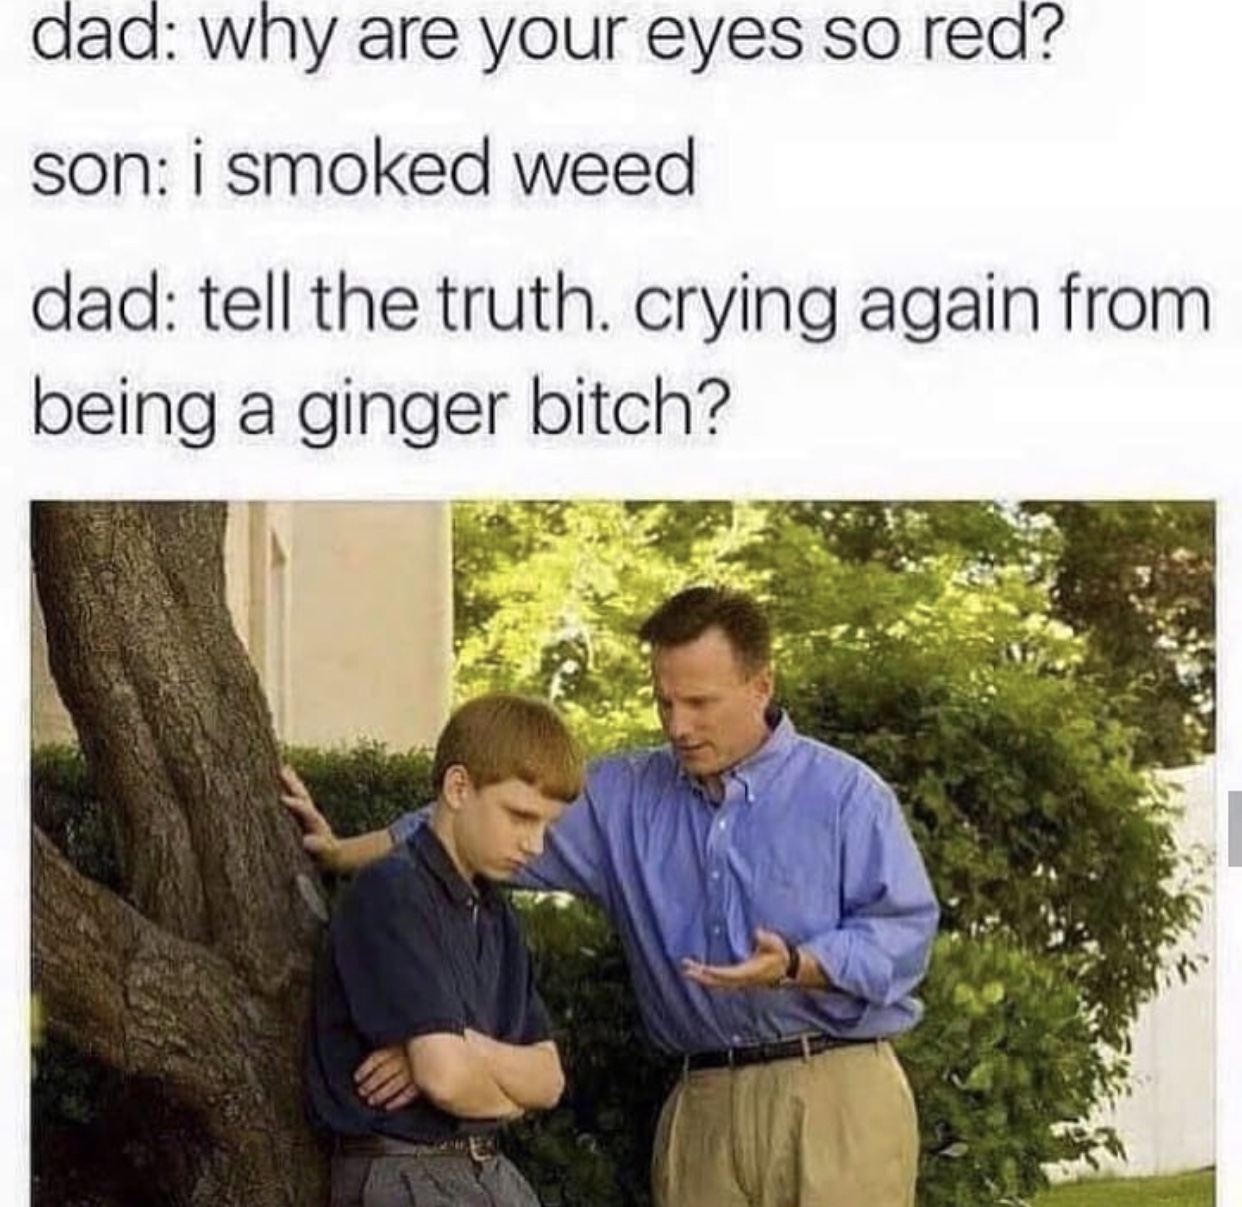 dad: why are your eyes so red?
son: i smoked weed
dad: tell the truth. crying again from
being a ginger bitch?